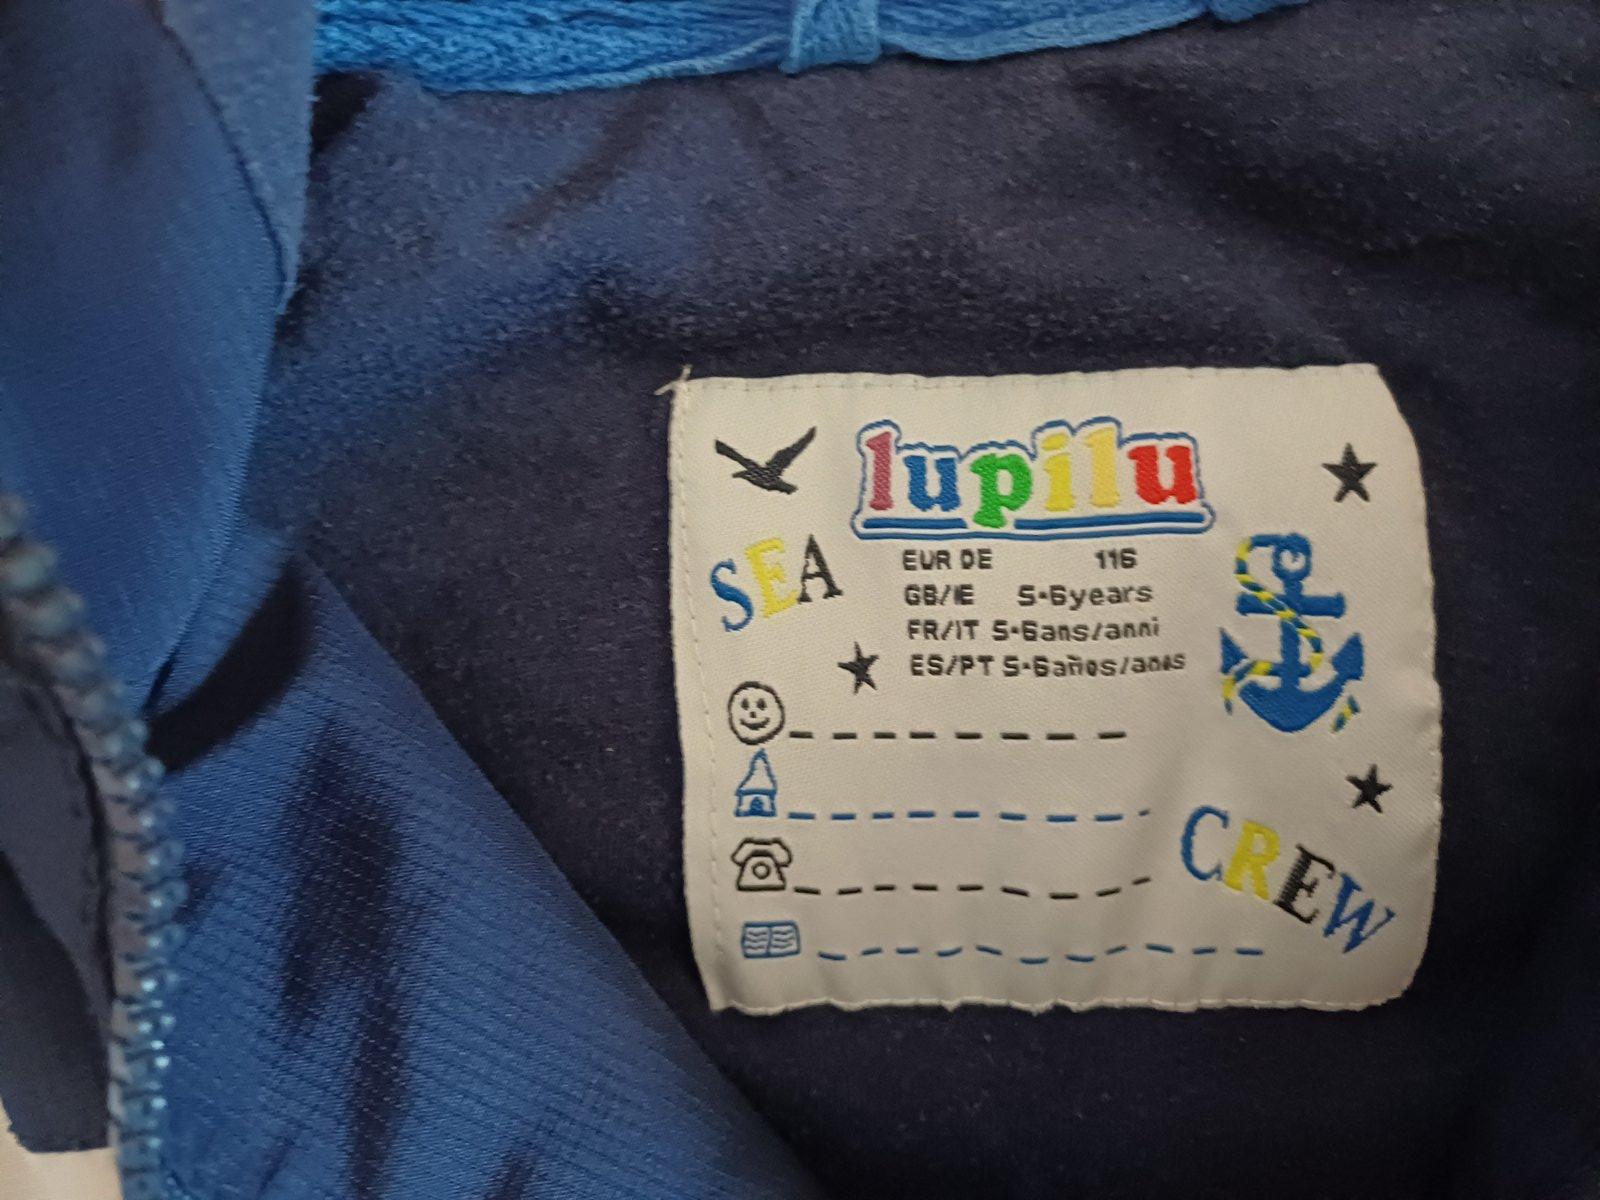 lupilu
SEA
EUR DE 116
GB/IE 5-6years
FR/IT 5-6ans/anni
ES/PT 5-6años/anos
CREW